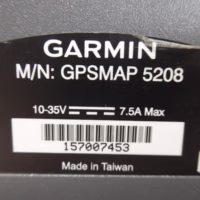 GARMIN
M/N: GPSMAP 5208
10-35V 7.5A Max
157007453
Made in Taiwan